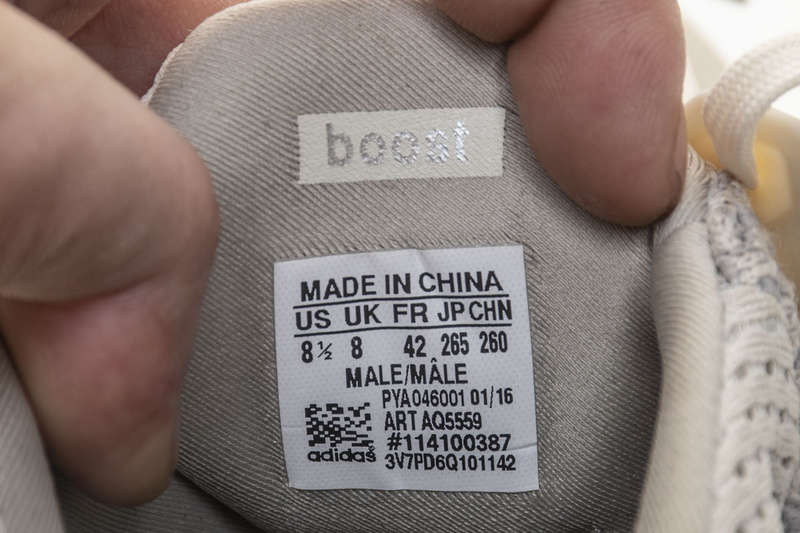 boost
MADE IN CHINA
US UK FR JP CHN
8½ 8 42 265 260
MALE/MÂLE
PYA046001 01/16
ART AQ5559
#114100387
adidas 3V7PD6Q101142